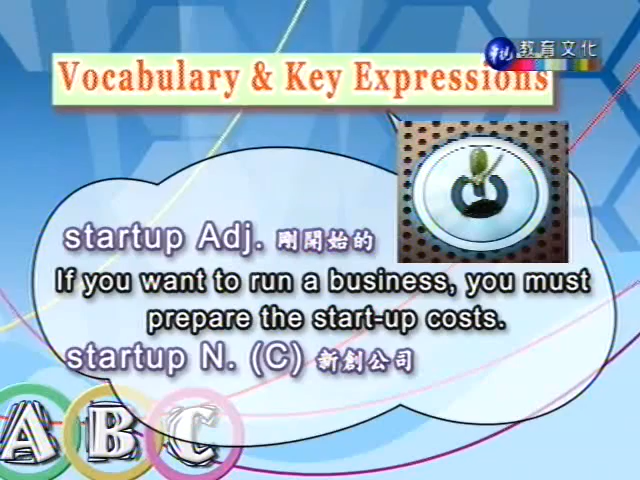 華視 教育文化
Vocabulary & Key Expressions
startup Adj. 剛開始的
If you want to run a business, you must
prepare the start-up costs.
startup N. (C) 新創公司
A B C